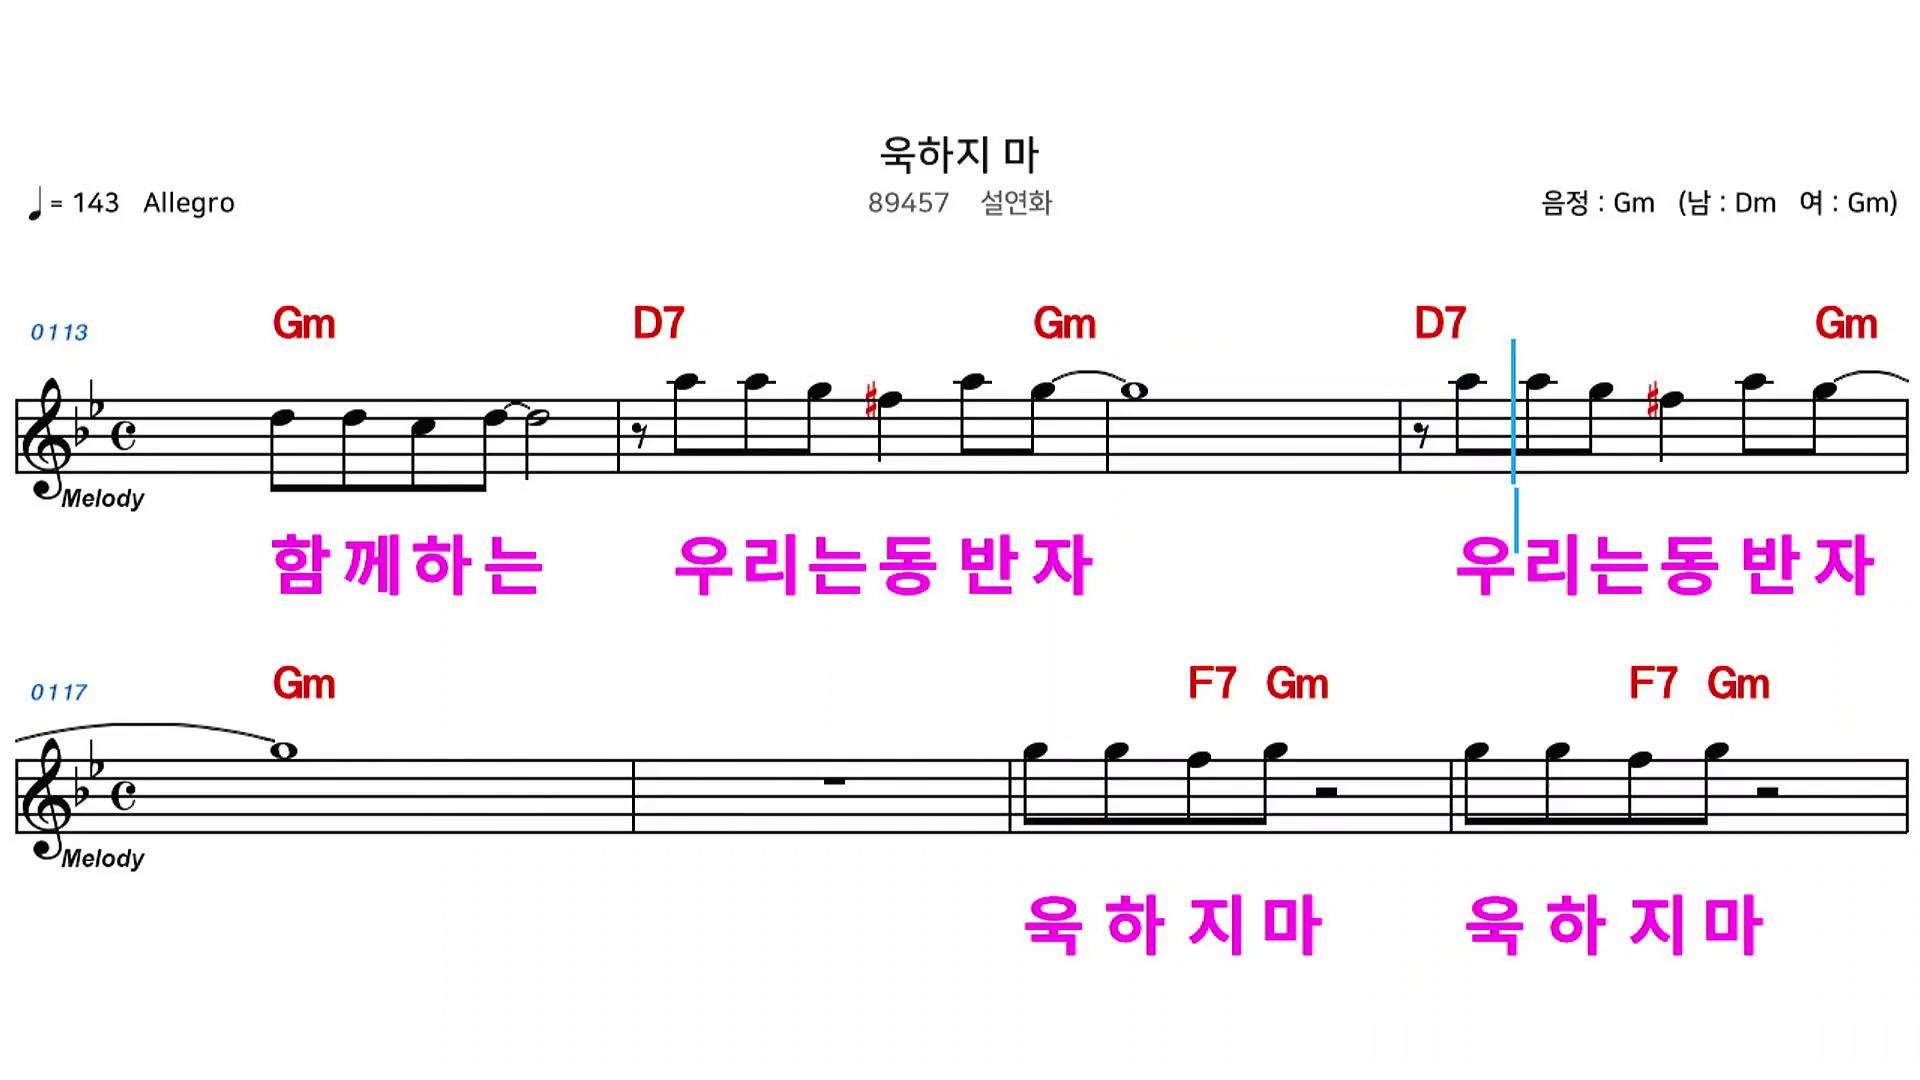 욱하지 마
♩= 143 Allegro
89457 설연화
음정 : Gm (남 : Dm 여 : Gm)
0113 Gm D7 Gm D7 Gm
Melody
함께하는 우리는동반자 우리는동반자
0117 Gm F7 Gm F7 Gm
Melody
욱하지마 욱하지마